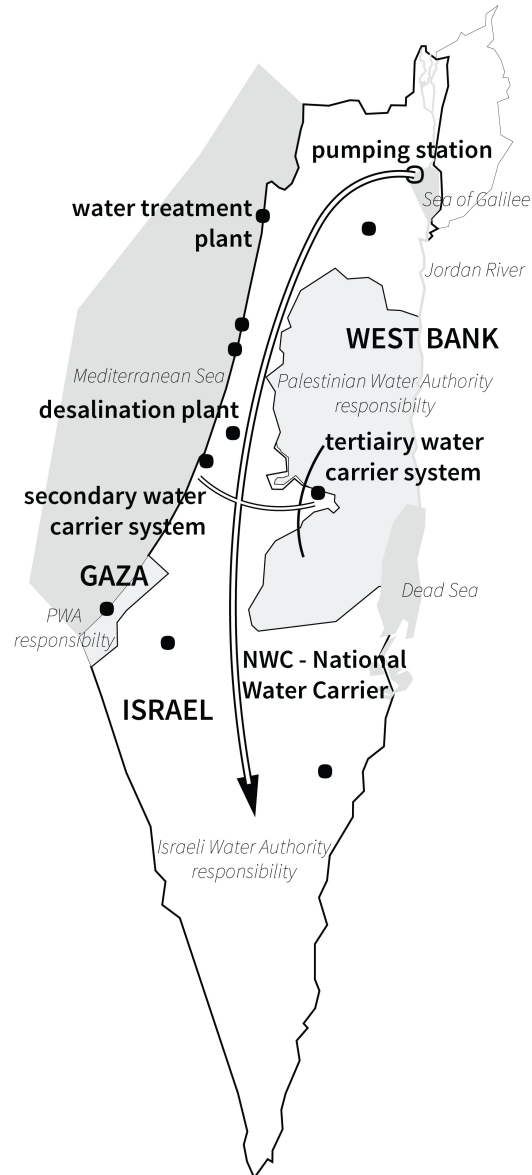 pumping station
Sea of Galilee
water treatment
plant
Jordan River
WEST BANK
Mediterranean Sea
Palestinian Water Authority
responsibilty
desalination plant
tertiairy water
carrier system
secondary water
carrier system
GAZA
Dead Sea
PWA
responsibilty
NWC - National
Water Carrier
ISRAEL
Israeli Water Authority
responsibility